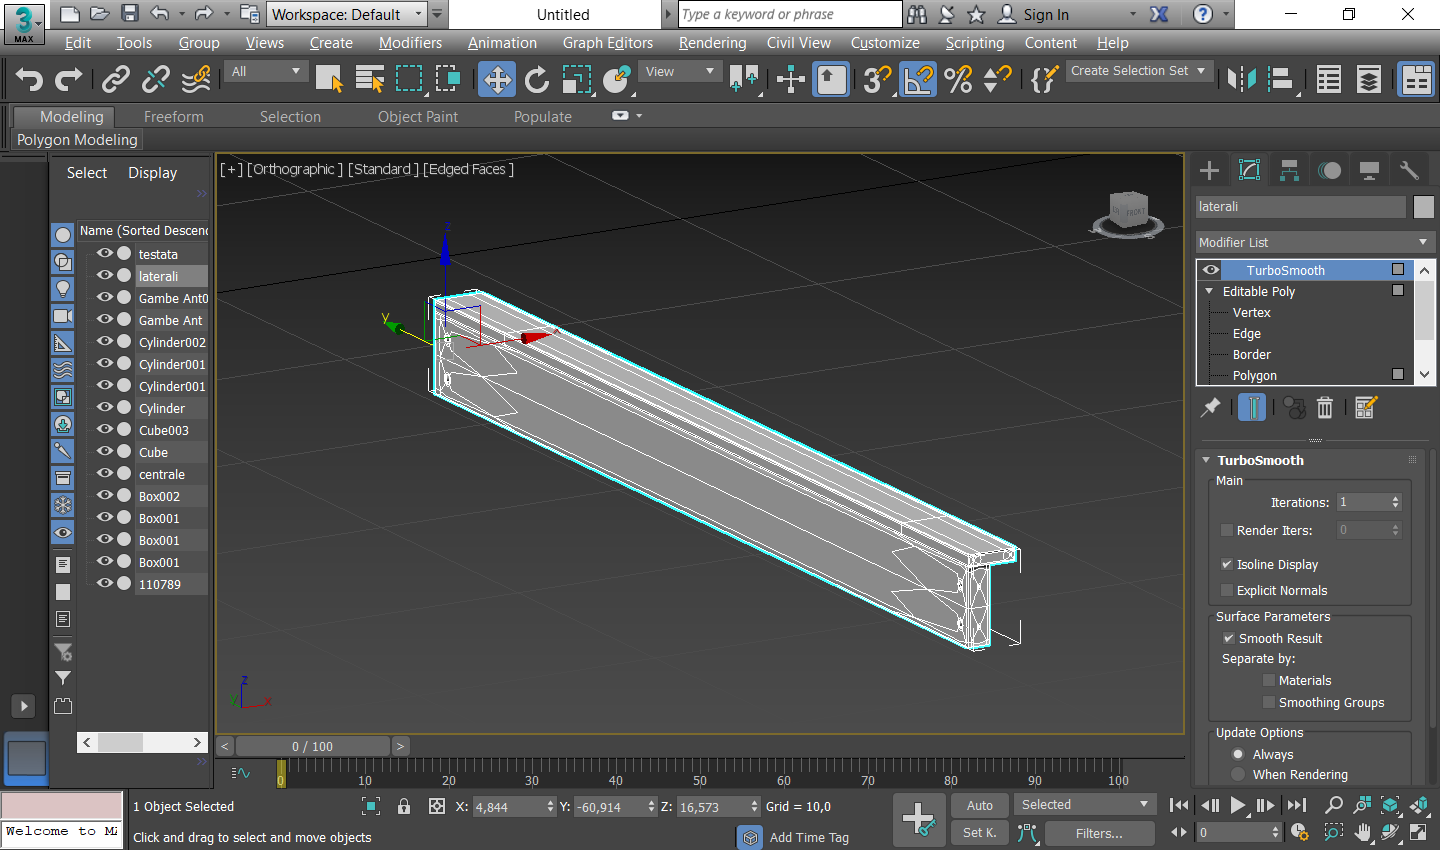 3 MAX
Workspace: Default
Untitled
Type a keyword or phrase
Sign In
Edit Tools Group Views Create Modifiers Animation Graph Editors Rendering Civil View Customize Scripting Content Help
All
View
3
Create Selection Set
Modeling Freeform Selection Object Paint Populate
Polygon Modeling
Select Display
Name (Sorted Descend
testata
laterali
Gambe Ant0
Gambe Ant
Cylinder002
Cylinder001
Cylinder001
Cylinder
Cube003
Cube
centrale
Box002
Box001
Box001
Box001
110789
[+] [Orthographic ] [Standard ] [Edged Faces ]
z
y
x
FRONT
z
y
x
laterali
Modifier List
TurboSmooth
Editable Poly
Vertex
Edge
Border
Polygon
TurboSmooth
Main
Iterations: 1
Render Iters: 0
Isoline Display
Explicit Normals
Surface Parameters
Smooth Result
Separate by:
Materials
Smoothing Groups
Update Options
Always
When Rendering
< 0 / 100 >
0 10 20 30 40 50 60 70 80 90 100
1 Object Selected
X: 4,844 Y: -60,914 Z: 16,573 Grid = 10,0
Auto Selected
Welcome to MA
Click and drag to select and move objects
Add Time Tag
Set K. Filters...
0